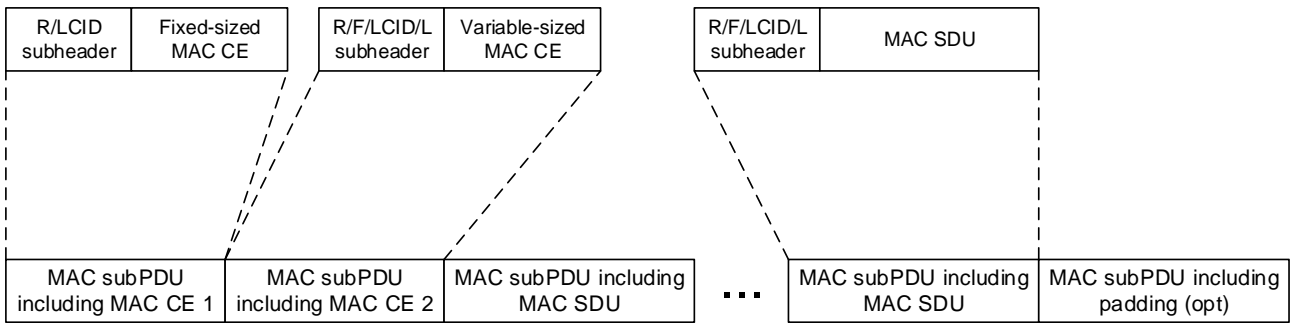 R/LCID
subheader
Fixed-sized
MAC CE
R/F/LCID/L
subheader
Variable-sized
MAC CE
R/F/LCID/L
subheader
MAC SDU
MAC subPDU
including MAC CE 1
MAC subPDU
including MAC CE 2
MAC subPDU including
MAC SDU
...
MAC subPDU including
MAC SDU
MAC subPDU including
padding (opt)